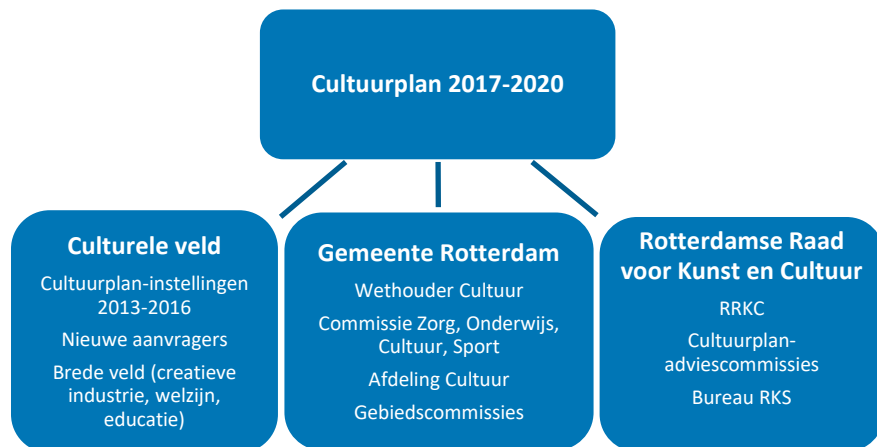 Cultuurplan 2017-2020
Culturele veld
Cultuurplan-instellingen
2013-2016
Nieuwe aanvragers
Brede veld (creatieve
industrie, welzijn,
educatie)
Gemeente Rotterdam
Wethouder Cultuur
Commissie Zorg, Onderwijs,
Cultuur, Sport
Afdeling Cultuur
Gebiedscommissies
Rotterdamse Raad
voor Kunst en Cultuur
RRKC
Cultuurplan-
adviescommissies
Bureau RKS